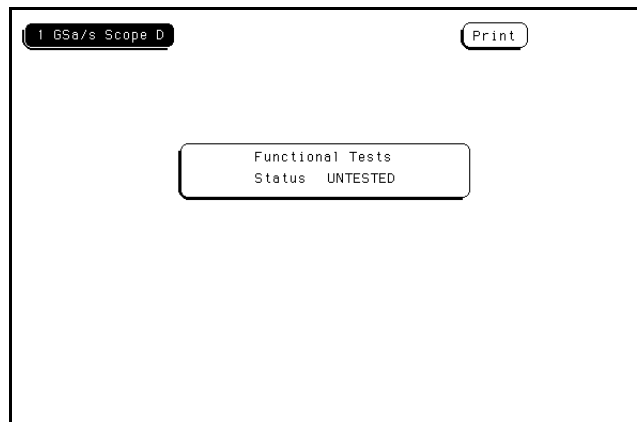 1 GSa/s Scope D
Print
Functional Tests
Status UNTESTED